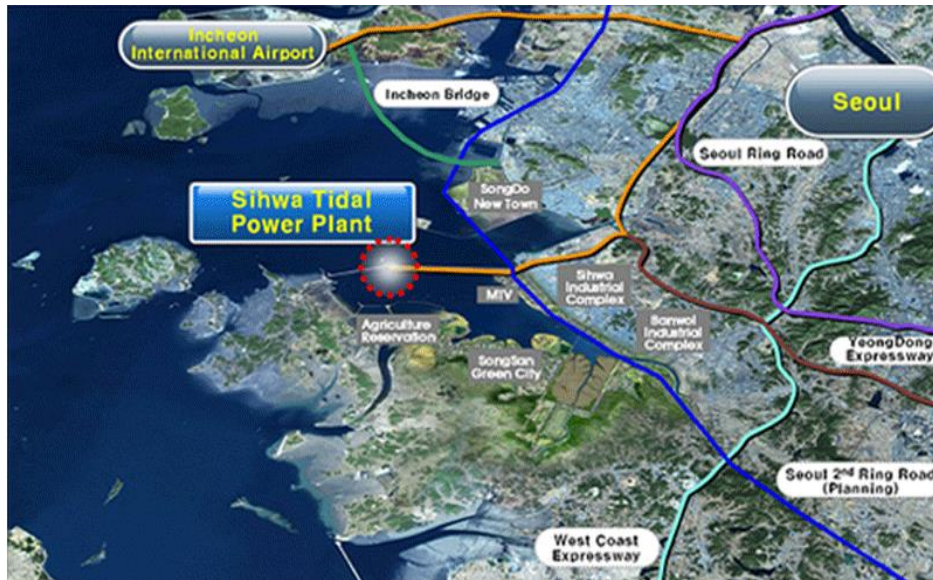 Incheon
International Airport
Incheon Bridge
Seoul
Seoul Ring Road
SongDo
New Town
Sihwa Tidal
Power Plant
MTV
Sihwa
Industrial
Complex
Agriculture
Reservation
Banwol
Industrial
Complex
SongSan
Green City
YeongDong
Expressway
Seoul 2nd Ring Road
(Planning)
West Coast
Expressway